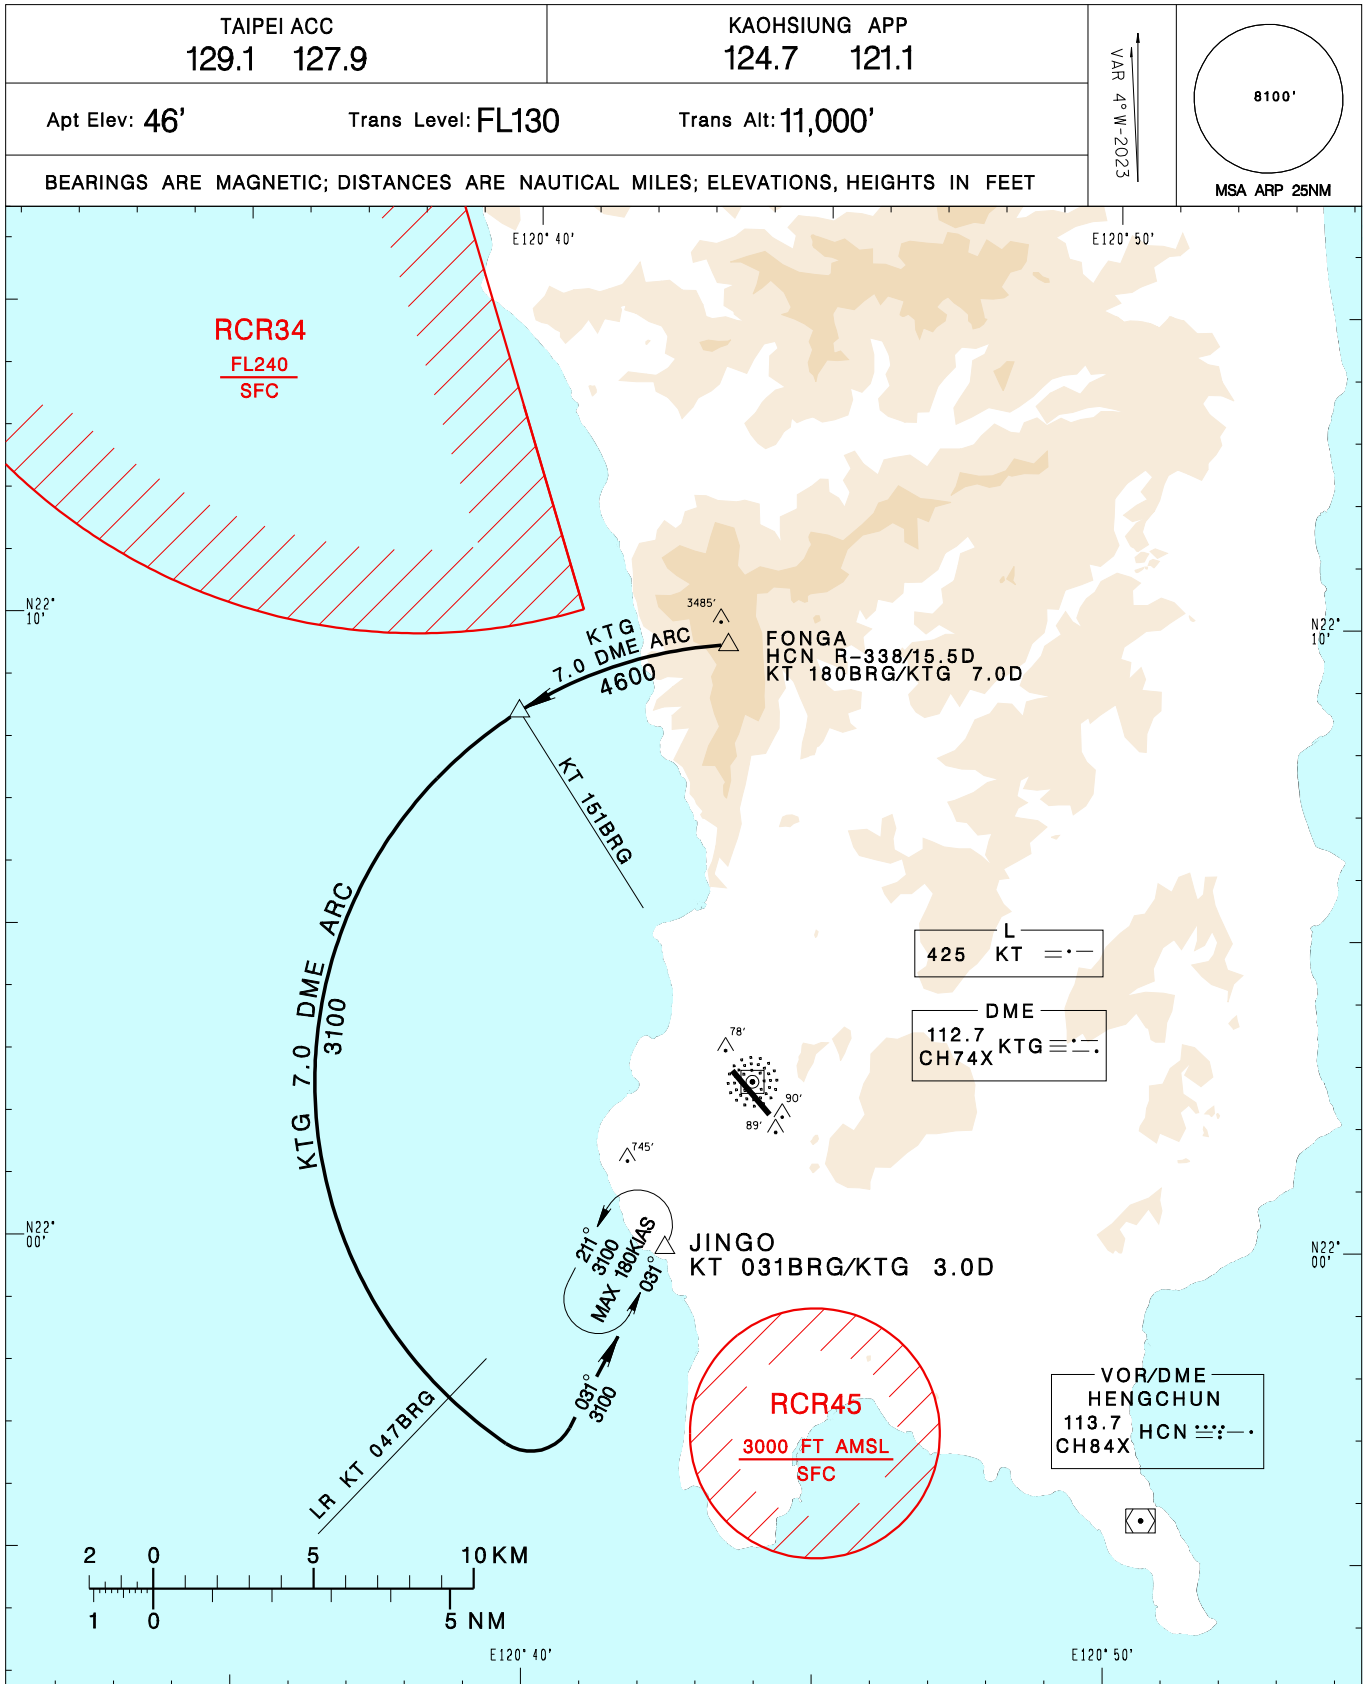 TAIPEI ACC
129.1 127.9
KAOHSIUNG APP
124.7 121.1
VAR 4° W-2023
8100'
MSA ARP 25NM
Apt Elev: 46'
Trans Level: FL130
Trans Alt: 11,000'
BEARINGS ARE MAGNETIC; DISTANCES ARE NAUTICAL MILES; ELEVATIONS, HEIGHTS IN FEET
E120° 40'
E120° 50'
RCR34
FL240
SFC
N22°
10'
N22°
10'
3485'
KTG
7.0 DME ARC
4600
FONGA
HCN R-338/15.5D
KT 180BRG/KTG 7.0D
KT 151BRG
KTG 7.0 DME ARC
3100
L
425 KT
DME
112.7
CH74X
KTG
78'
90'
89'
745'
N22°
00'
N22°
00'
211°
3100
MAX 180KIAS
031°
JINGO
KT 031BRG/KTG 3.0D
031°
3100
LR KT 047BRG
RCR45
3000 FT AMSL
SFC
VOR/DME
HENGCHUN
113.7
CH84X
HCN
2 0 5 10 KM
1 0 5 NM
E120° 40'
E120° 50'